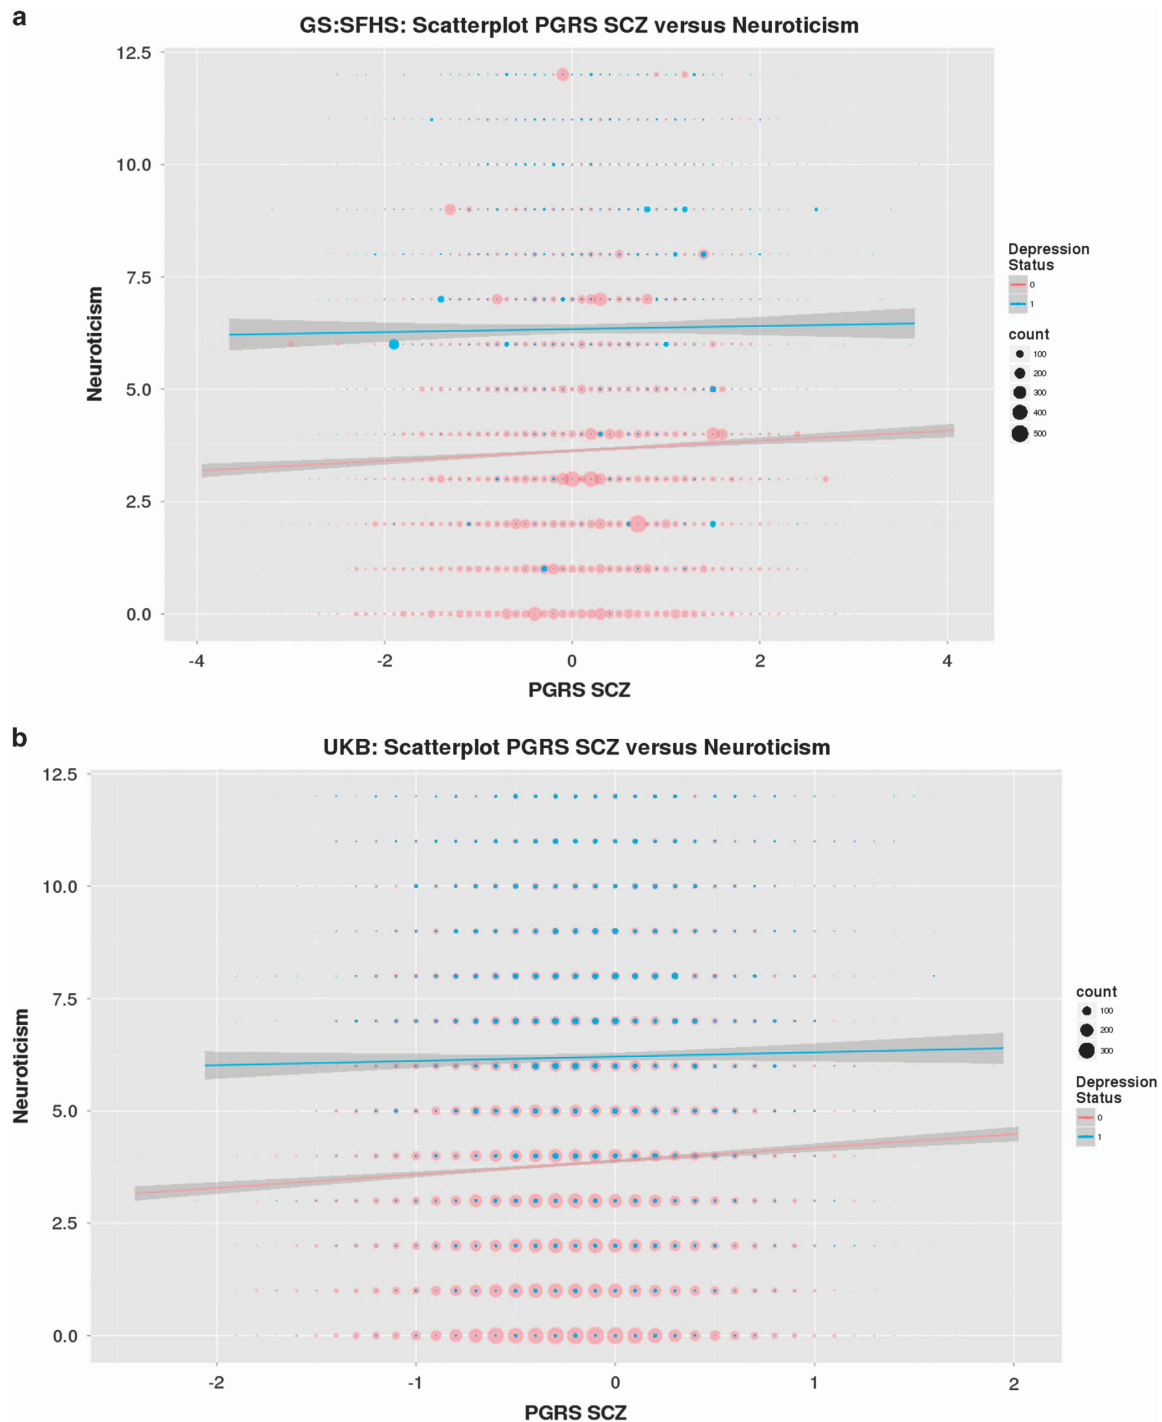 a
GS:SFHS: Scatterplot PGRS SCZ versus Neuroticism
12.5
10.0
7.5
5.0
2.5
0.0
Neuroticism
-4 -2 0 2 4
PGRS SCZ
Depression
Status
0
1
count
100
200
300
400
500
b
UKB: Scatterplot PGRS SCZ versus Neuroticism
12.5
10.0
7.5
5.0
2.5
0.0
Neuroticism
-2 -1 0 1 2
PGRS SCZ
count
100
200
300
Depression
Status
0
1